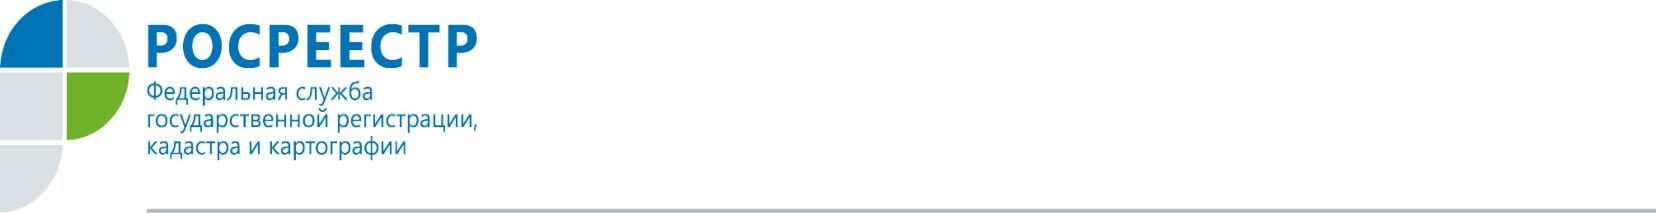 РОСРЕЕСТР
Федеральная служба
государственной регистрации,
кадастра и картографии